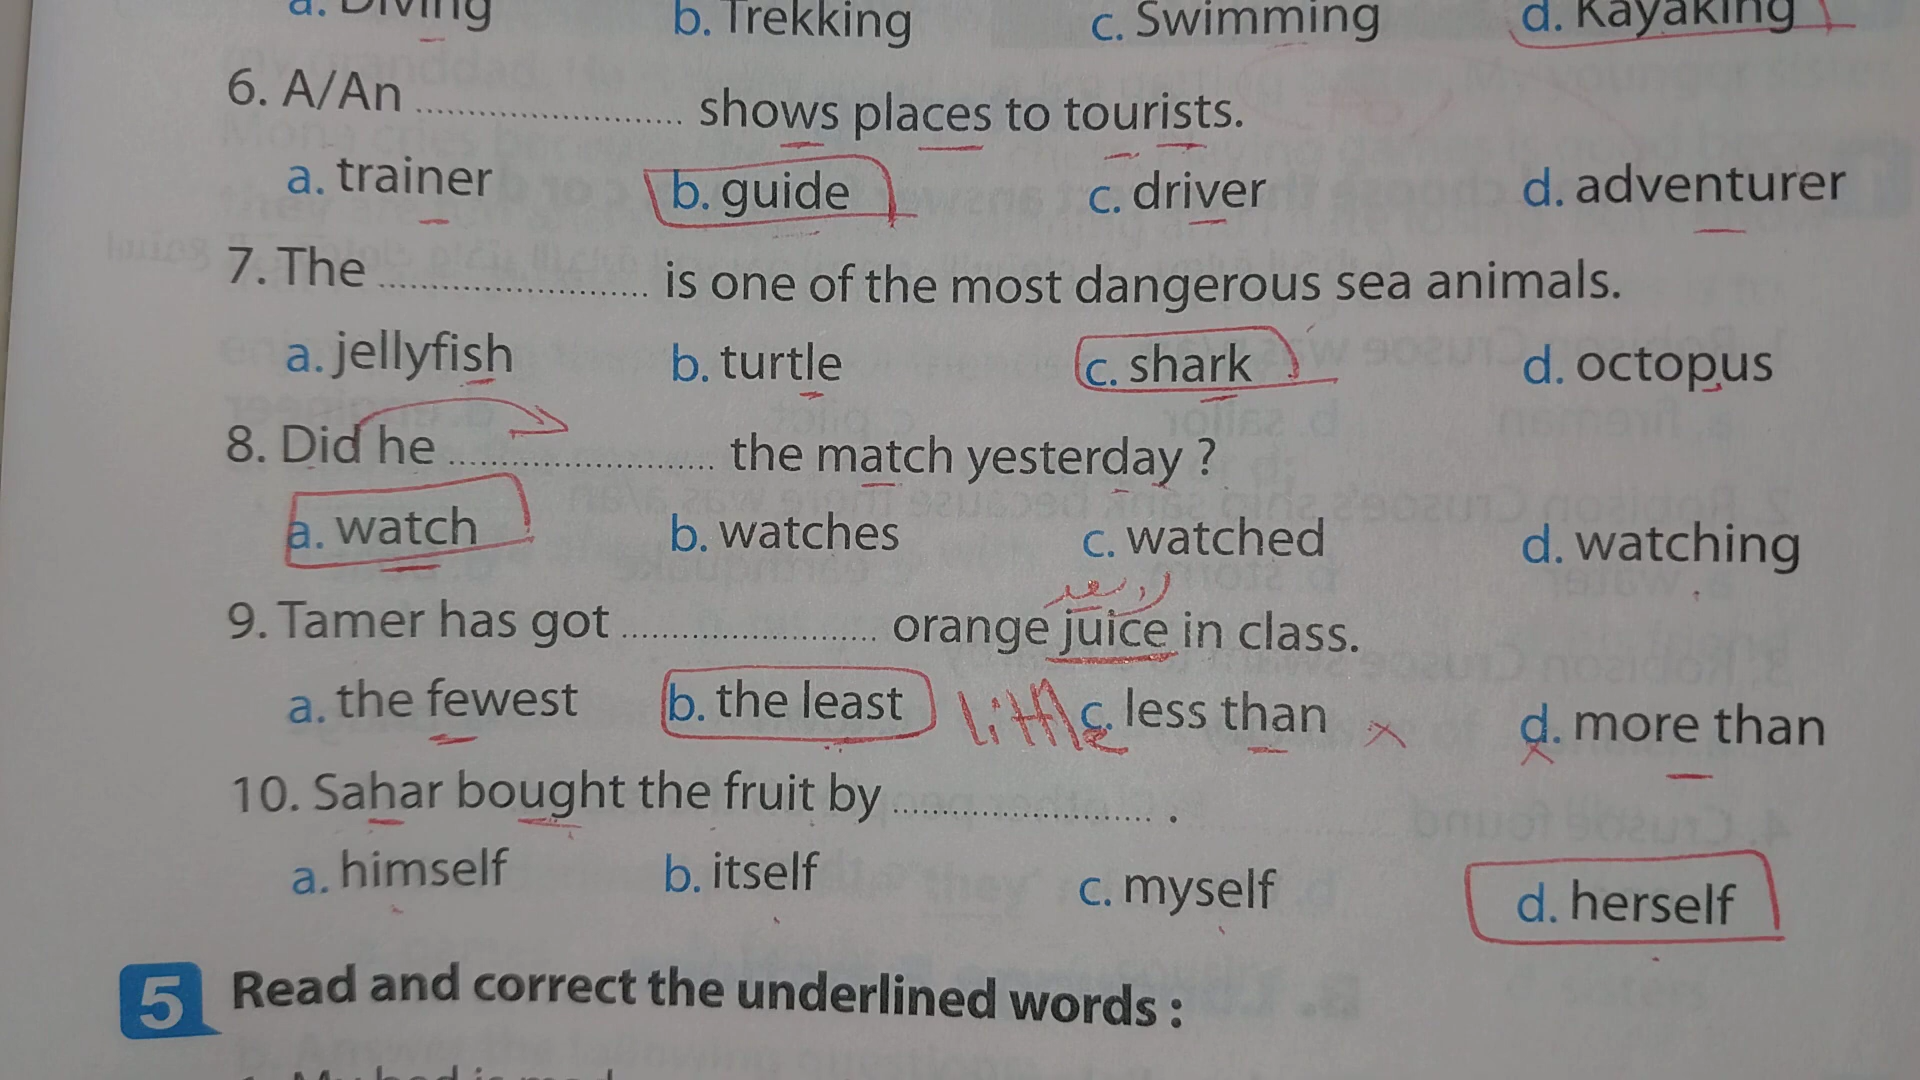 a. Diving b. Trekking c. Swimming d. Kayaking
6. A/An ........................ shows places to tourists.
a. trainer b. guide c. driver d. adventurer
7. The ........................ is one of the most dangerous sea animals.
a. jellyfish b. turtle c. shark d. octopus
8. Did he ........................ the match yesterday ?
a. watch b. watches c. watched d. watching
9. Tamer has got ........................ orange juice in class.
a. the fewest b. the least little c. less than d. more than
10. Sahar bought the fruit by ........................ .
a. himself b. itself c. myself d. herself
5 Read and correct the underlined words :